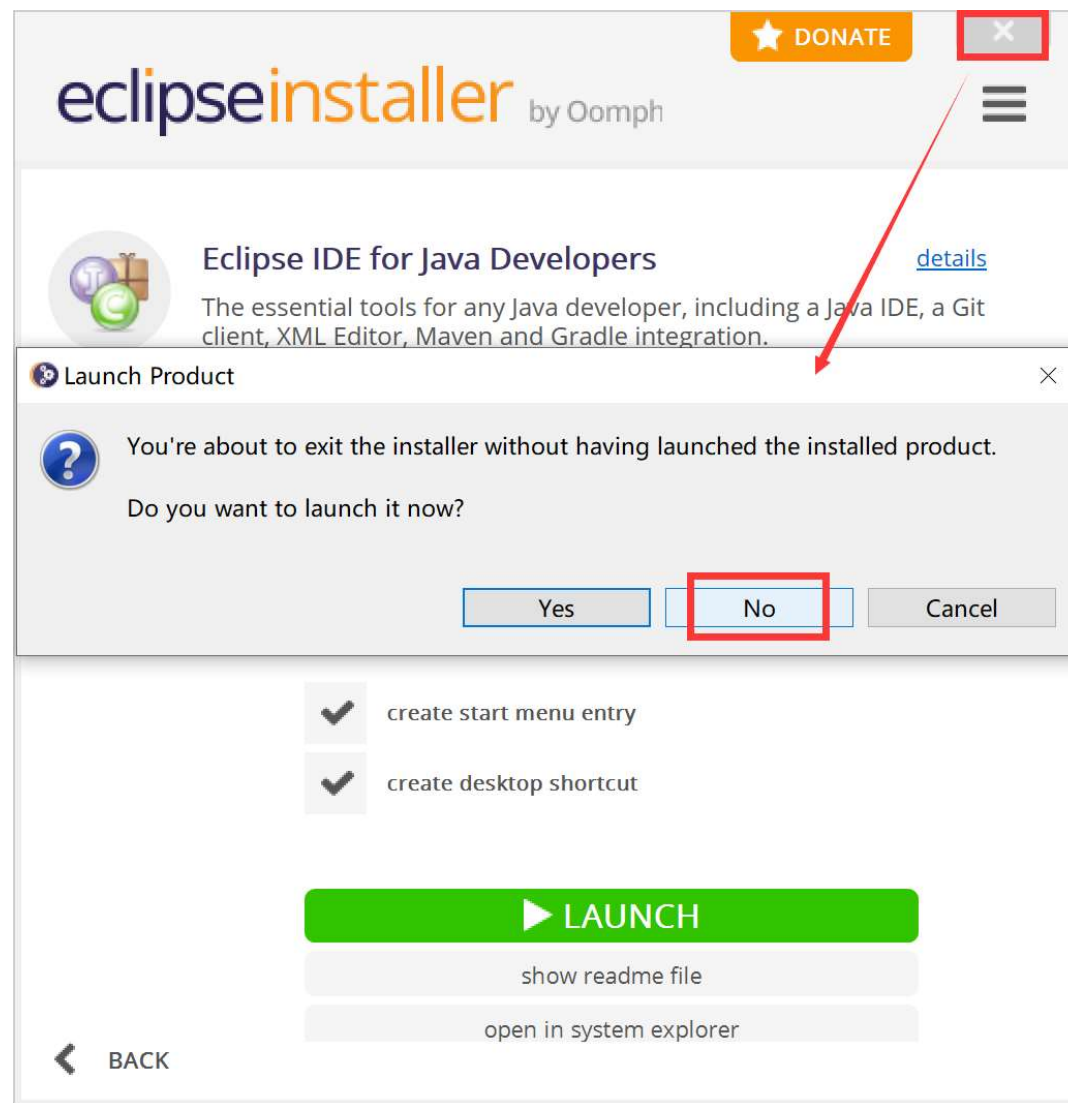 DONATE
eclipseinstaller by Oomph
Eclipse IDE for Java Developers
details
The essential tools for any Java developer, including a Java IDE, a Git
client, XML Editor, Maven and Gradle integration.
Launch Product
You're about to exit the installer without having launched the installed product.
Do you want to launch it now?
Yes
No
Cancel
create start menu entry
create desktop shortcut
LAUNCH
show readme file
open in system explorer
BACK